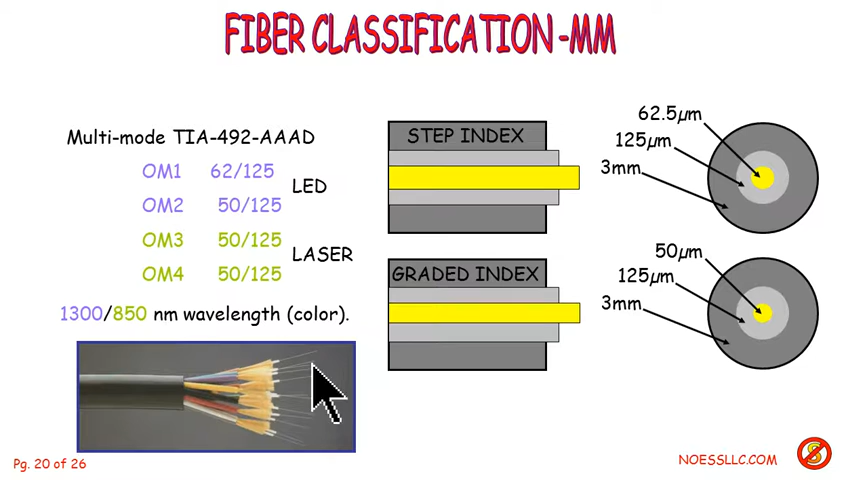 FIBER CLASSIFICATION -MM
Multi-mode TIA-492-AAAD
OM1 62/125
OM2 50/125
LED
OM3 50/125
OM4 50/125
LASER
1300/850 nm wavelength (color).
STEP INDEX
62.5µm
125µm
3mm
GRADED INDEX
50µm
125µm
3mm
Pg. 20 of 26
NOESSLLC.COM
S